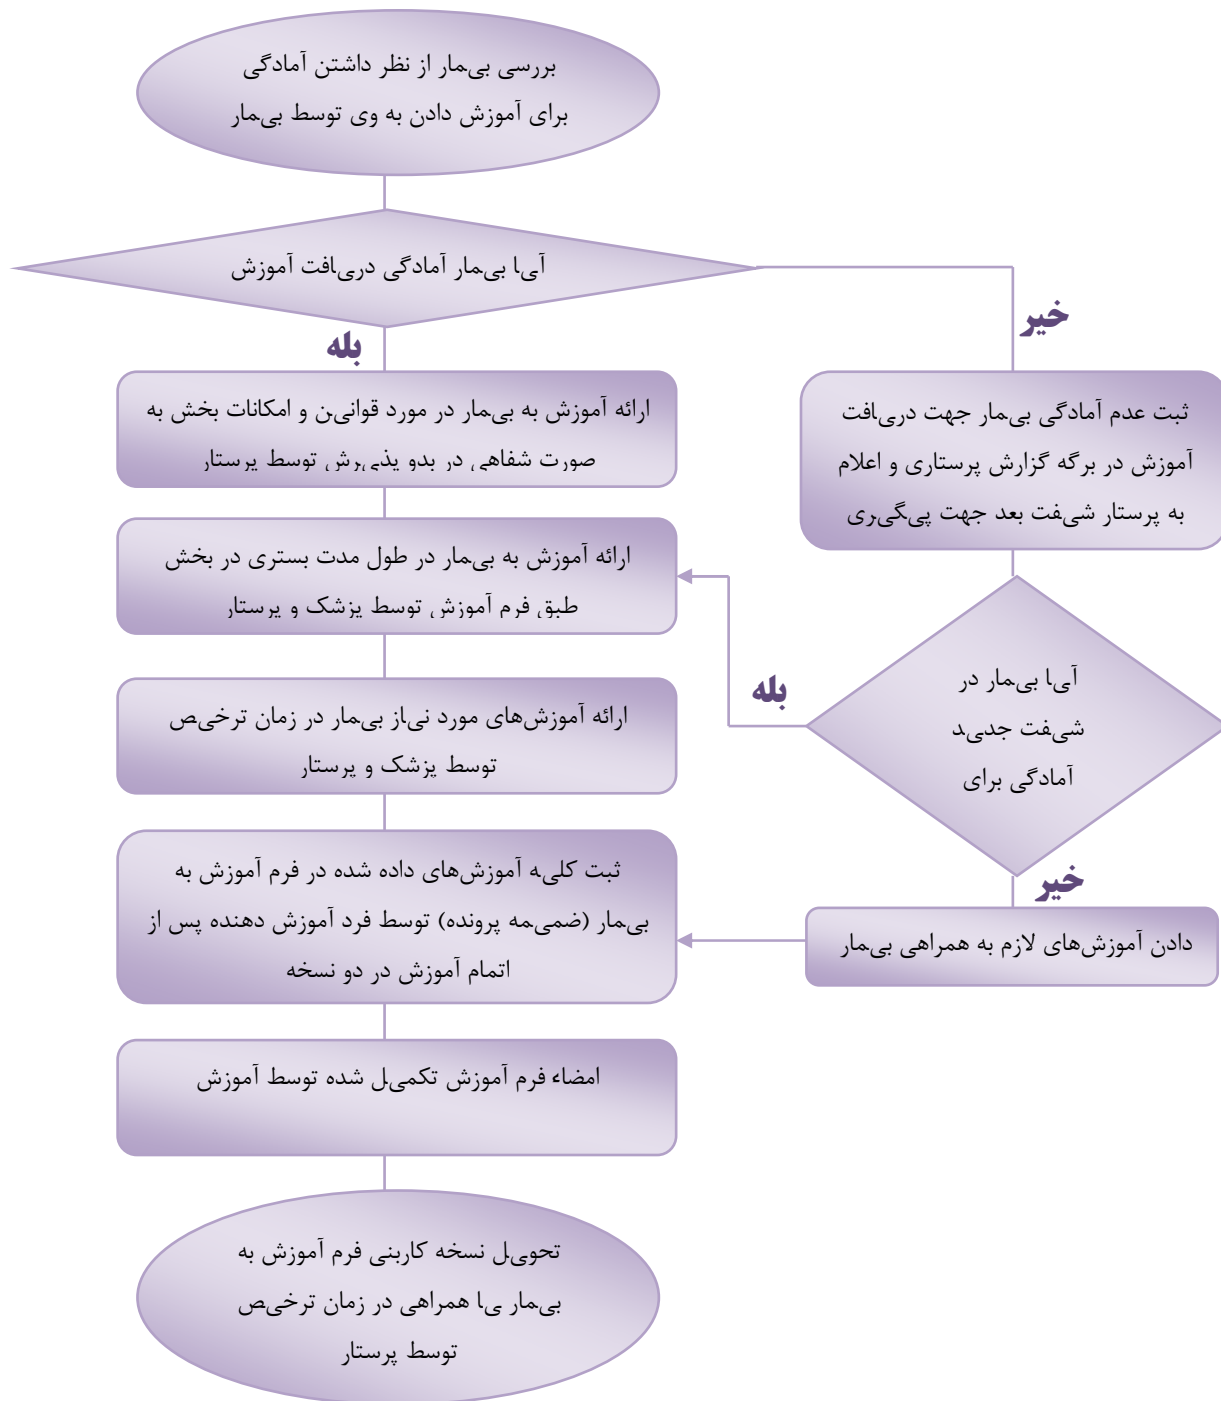 بررسی بیمار از نظر داشتن آمادگی
برای آموزش دادن به وی توسط بیمار
آیا بیمار آمادگی دریافت آموزش
خیر
بله
ارائه آموزش به بیمار در مورد قوانین و امکانات بخش به
صورت شفاهی در بدو پذیرش توسط پرستار
ثبت عدم آمادگی بیمار جهت دریافت
آموزش در برگه گزارش پرستاری و اعلام
به پرستار شیفت بعد جهت پیگیری
ارائه آموزش به بیمار در طول مدت بستری در بخش
طبق فرم آموزش توسط پزشک و پرستار
آیا بیمار در
شیفت جدید
آمادگی برای
بله
ارائه آموزش‌های مورد نیاز بیمار در زمان ترخیص
توسط پزشک و پرستار
خیر
دادن آموزش‌های لازم به همراهی بیمار
ثبت کلیه آموزش‌های داده شده در فرم آموزش به
بیمار (ضمیمه پرونده) توسط فرد آموزش دهنده پس از
اتمام آموزش در دو نسخه
امضاء فرم آموزش تکمیل شده توسط آموزش
تحویل نسخه کاربنی فرم آموزش به
بیمار یا همراهی در زمان ترخیص
توسط پرستار